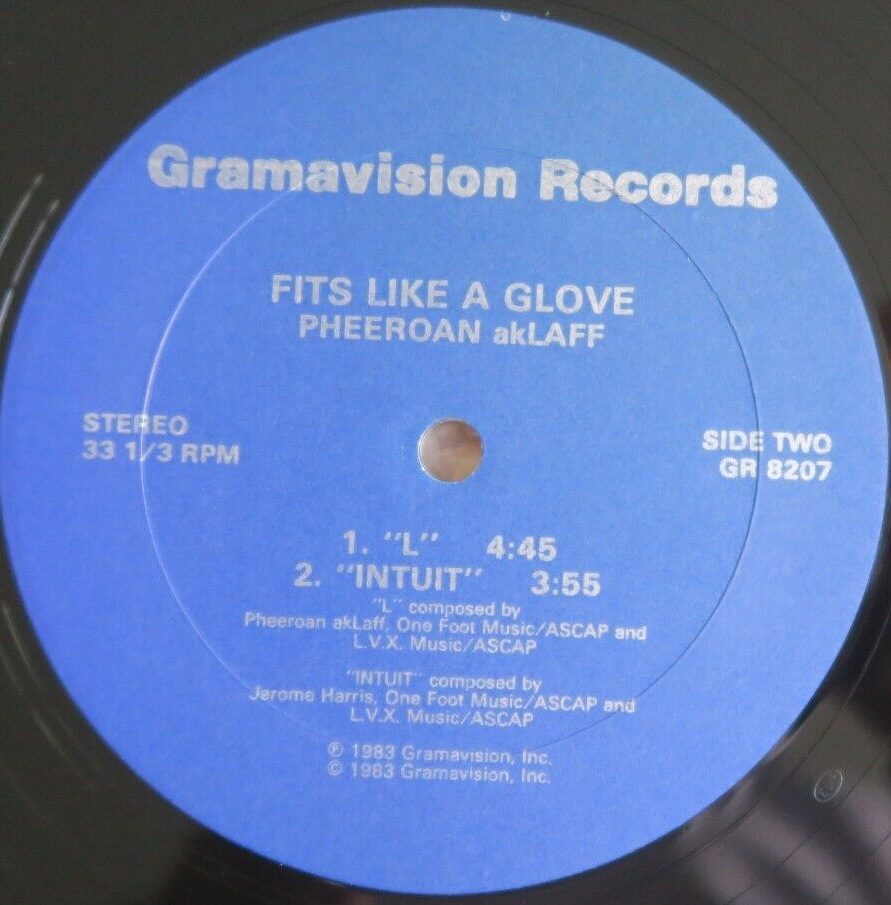 Gramavision Records
FITS LIKE A GLOVE
PHEEROAN akLAFF
STEREO
33 1/3 RPM
SIDE TWO
GR 8207
1. "L" 4:45
2. "INTUIT" 3:55
"L" composed by
Pheeroan akLaff, One Foot Music/ASCAP and
L.V.X. Music/ASCAP
"INTUIT" composed by
Jerome Harris, One Foot Music/ASCAP and
L.V.X. Music/ASCAP
℗ 1983 Gramavision, Inc.
© 1983 Gramavision, Inc.